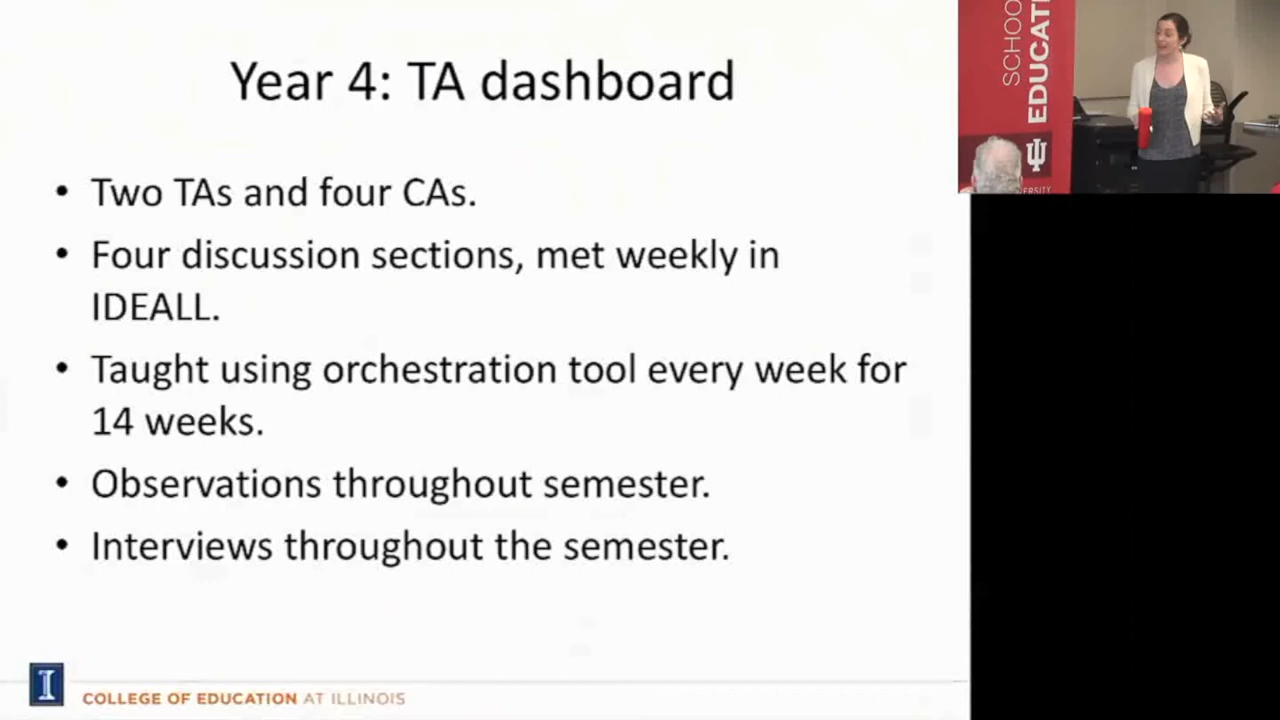 Year 4: TA dashboard
• Two TAs and four CAs.
• Four discussion sections, met weekly in
IDEALL.
• Taught using orchestration tool every week for
14 weeks.
• Observations throughout semester.
• Interviews throughout the semester.
I
COLLEGE OF EDUCATION AT ILLINOIS
SCHOO
EDUCATI
ERSITY